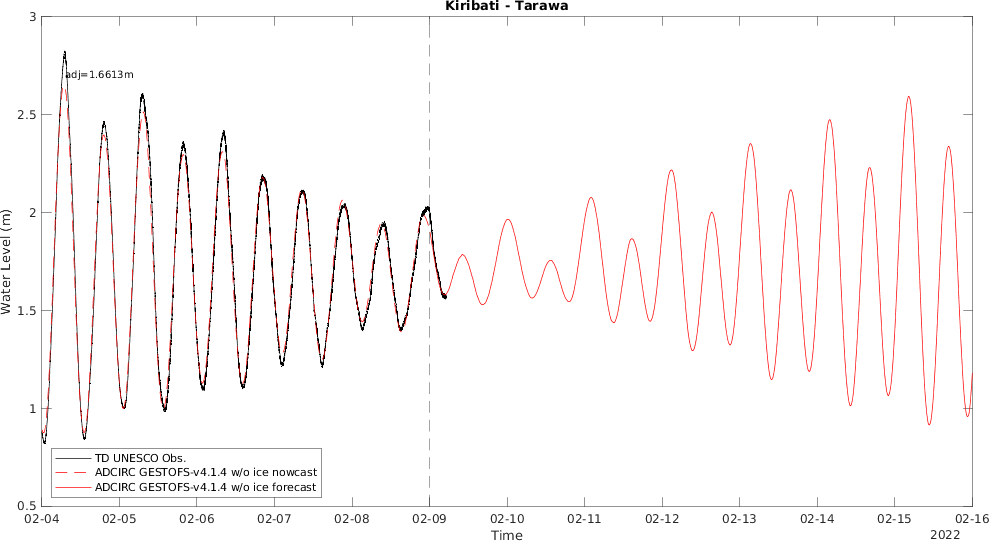 Kiribati - Tarawa
3
adj=1.6613m
2.5
2
1.5
1
0.5
Water Level (m)
TD UNESCO Obs.
ADCIRC GESTOFS-v4.1.4 w/o ice nowcast
ADCIRC GESTOFS-v4.1.4 w/o ice forecast
02-04 02-05 02-06 02-07 02-08 02-09 02-10 02-11 02-12 02-13 02-14 02-15 02-16
Time
2022